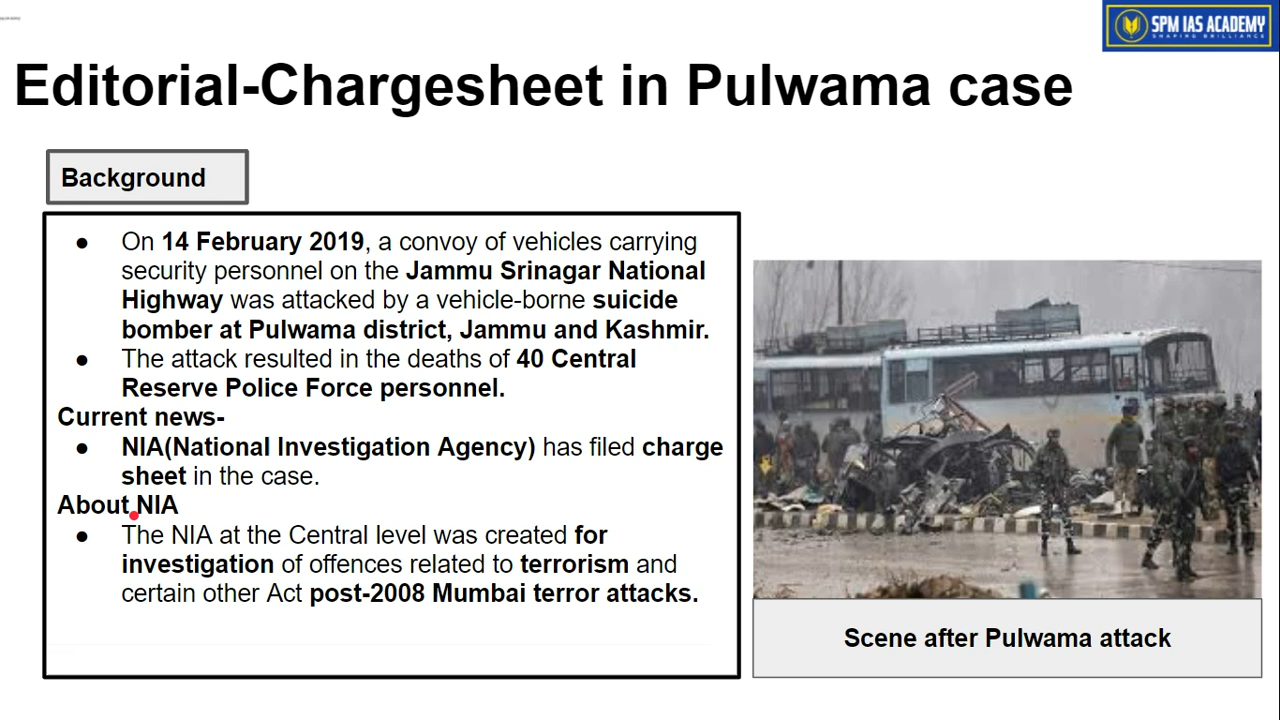 SPM IAS ACADEMY
SHAPING BRILLIANCE
Editorial-Chargesheet in Pulwama case
Background
● On 14 February 2019, a convoy of vehicles carrying
security personnel on the Jammu Srinagar National
Highway was attacked by a vehicle-borne suicide
bomber at Pulwama district, Jammu and Kashmir.
● The attack resulted in the deaths of 40 Central
Reserve Police Force personnel.
Current news-
● NIA(National Investigation Agency) has filed charge
sheet in the case.
About NIA
● The NIA at the Central level was created for
investigation of offences related to terrorism and
certain other Act post-2008 Mumbai terror attacks.
Scene after Pulwama attack